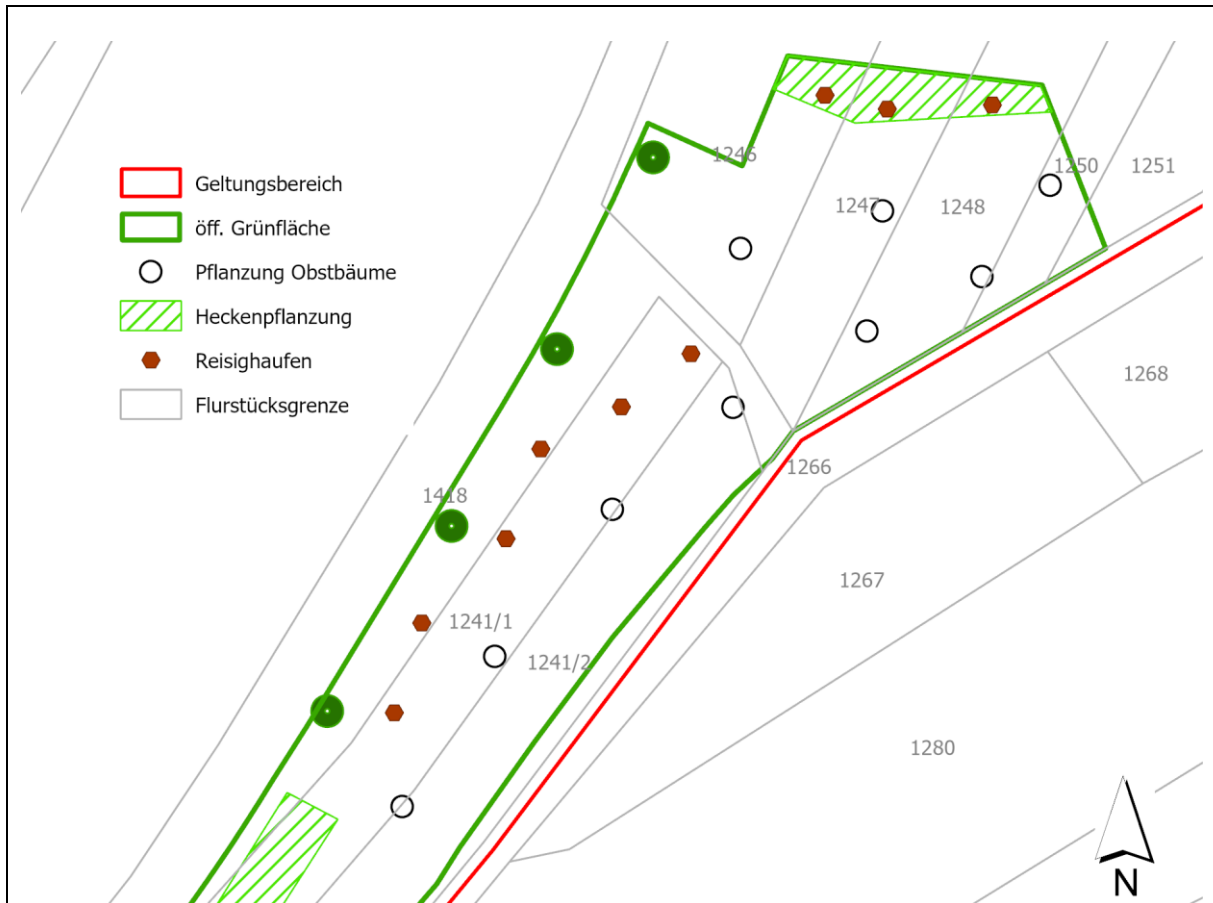 Geltungsbereich
öff. Grünfläche
Pflanzung Obstbäume
Heckenpflanzung
Reisighaufen
Flurstücksgrenze
1246
1250
1251
1247
1248
1268
1266
1418
1267
1241/1
1241/2
1280
N